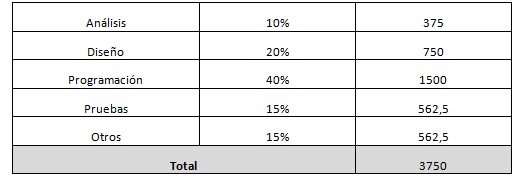 Análisis 10% 375
Diseño 20% 750
Programación 40% 1500
Pruebas 15% 562,5
Otros 15% 562,5
Total 3750